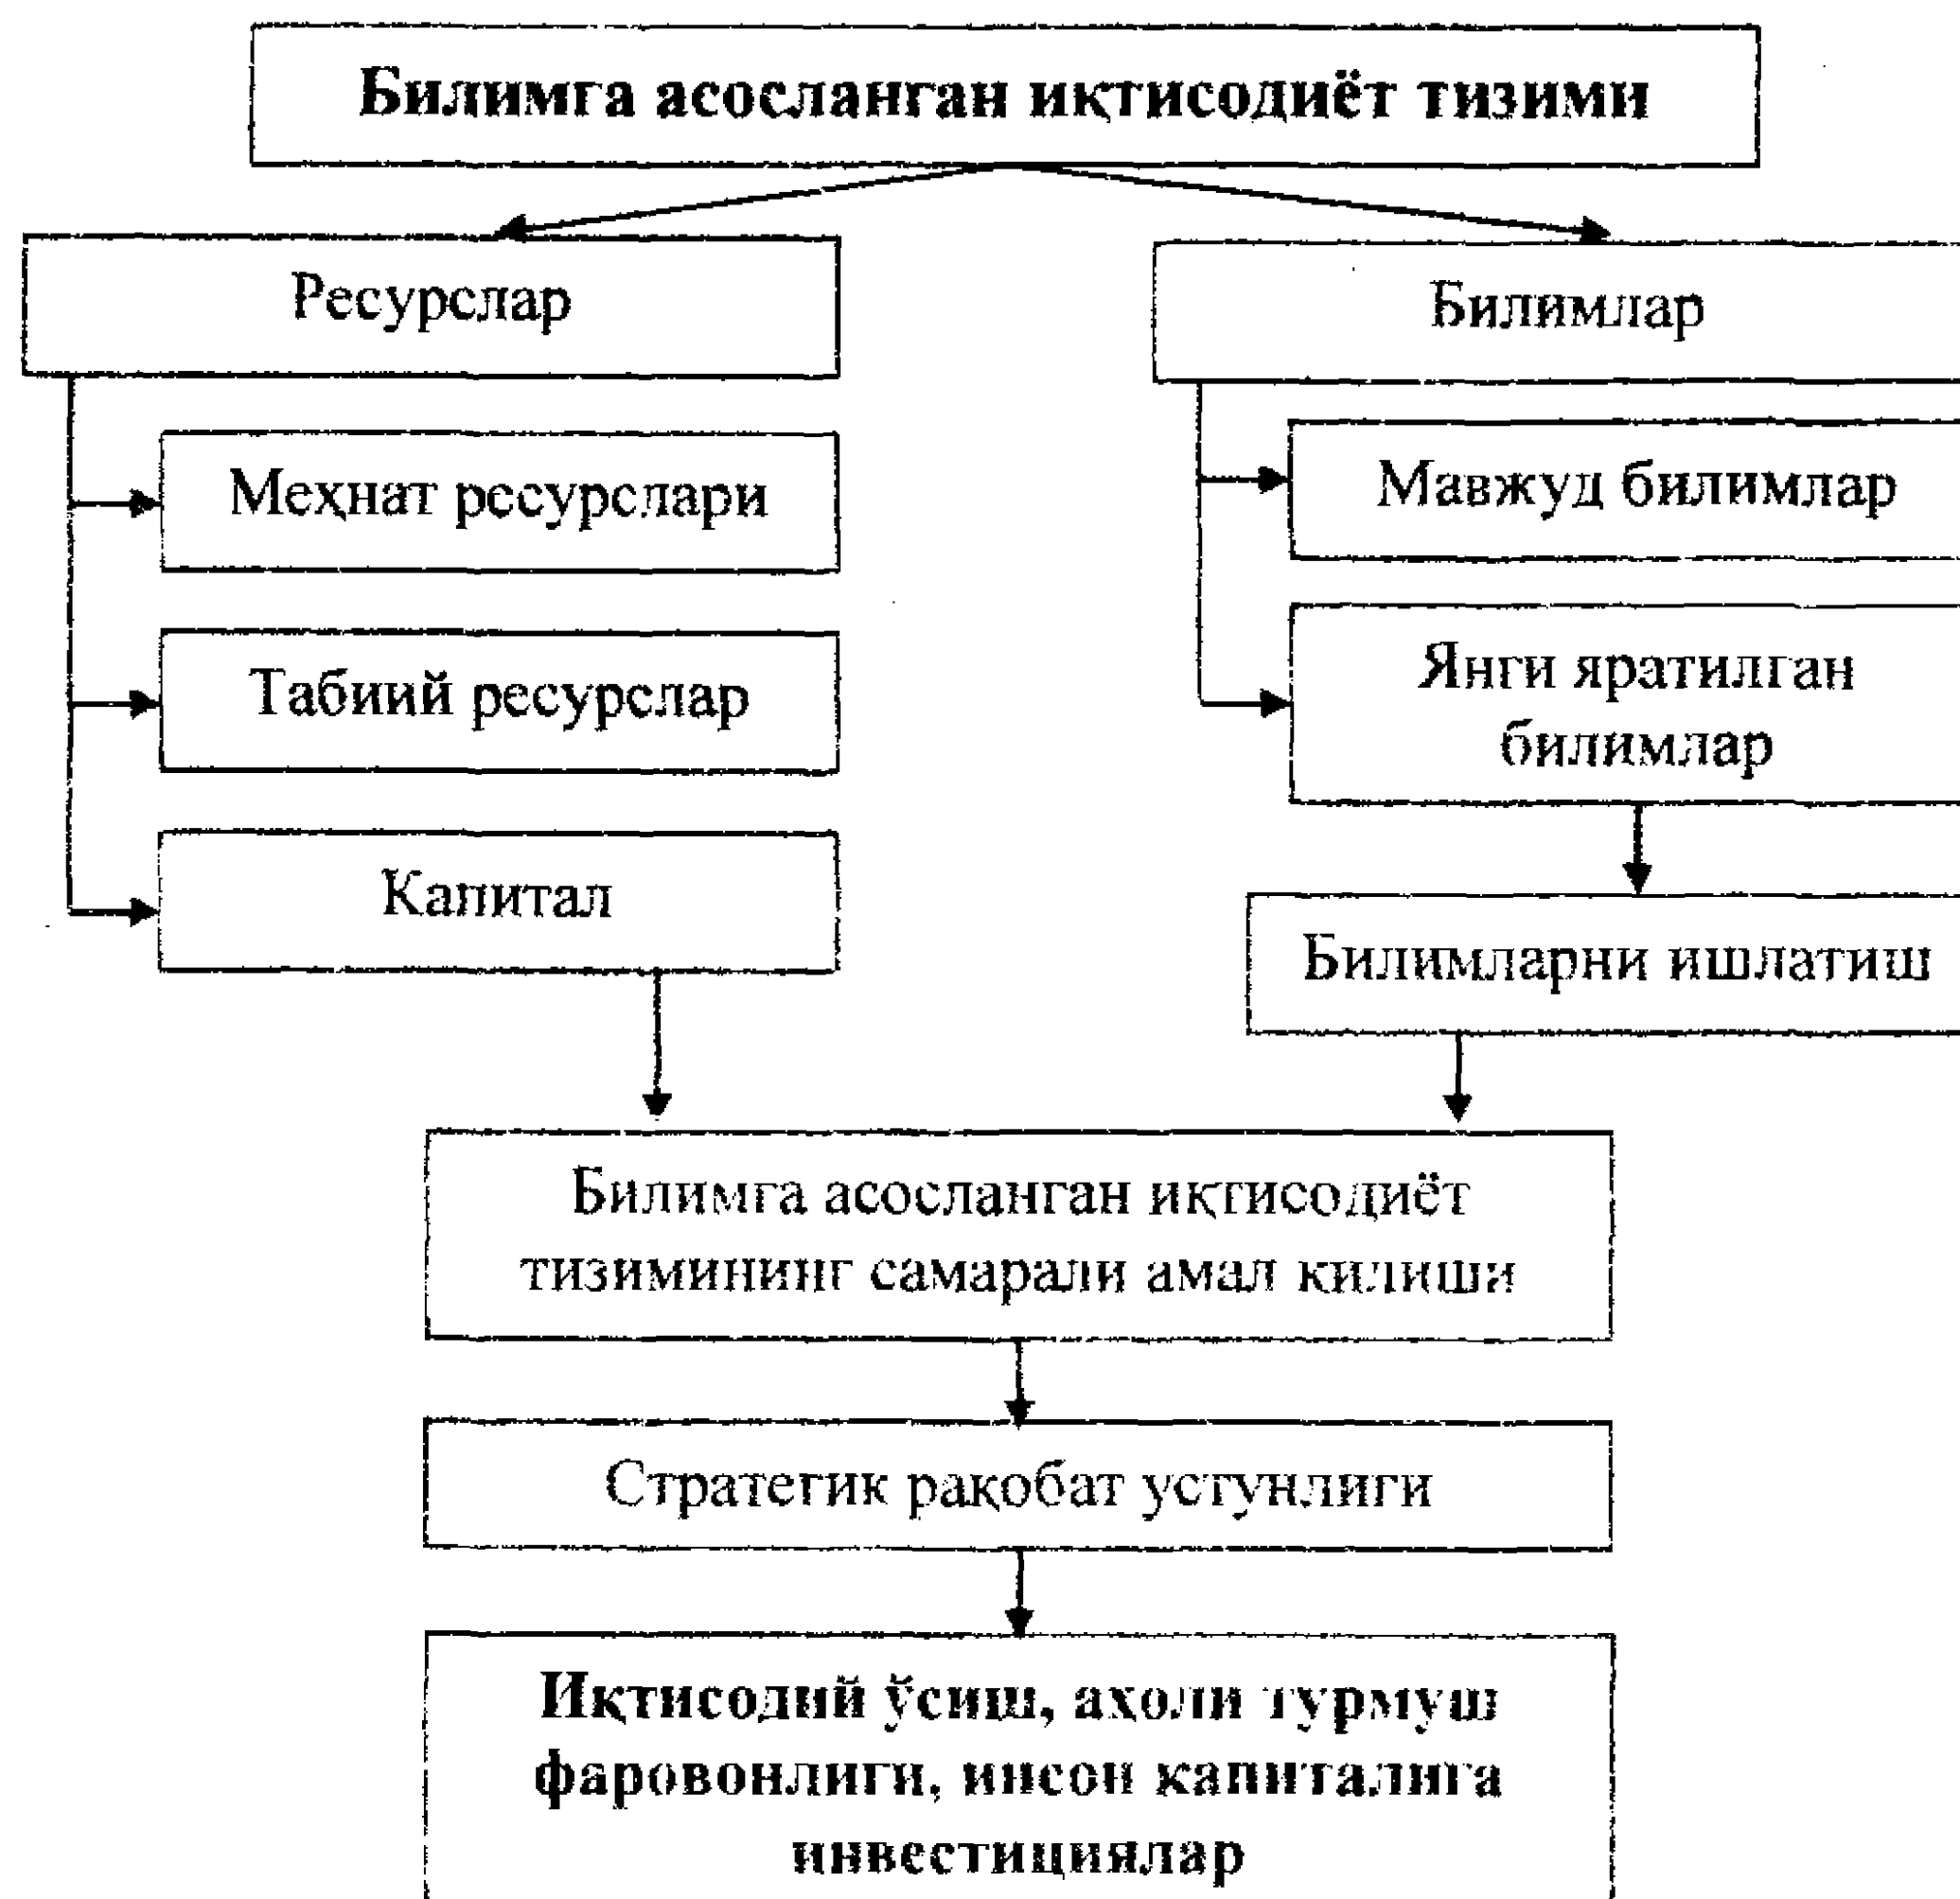 Билимга асосланган иқтисодиёт тизими
Ресурслар
Билимлар
Меҳнат ресурслари
Мавжуд билимлар
Табиий ресурслар
Янги яратилган
билимлар
Капитал
Билимларни ишлатиш
Билимга асосланган иқтисодиёт
тизимининг самарали амал қилиши
Стратегик рақобат устунлиги
Иқтисодий ўсиш, аҳоли турмуш
фаровонлиги, инсон капиталига
инвестициялар